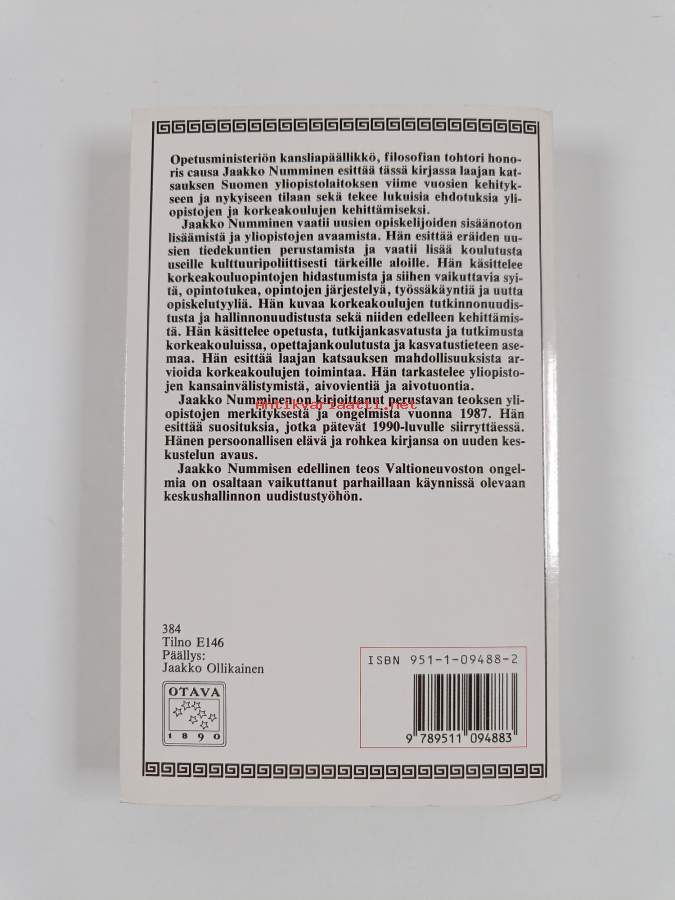 Opetusministeriön kansliapäällikkö, filosofian tohtori hono-
ris causa Jaakko Numminen esittää tässä kirjassa laajan kat-
sauksen Suomen yliopistolaitoksen viime vuosien kehityk-
seen ja nykyiseen tilaan sekä tekee lukuisia ehdotuksia yli-
opistojen ja korkeakoulujen kehittämiseksi.
Jaakko Numminen vaatii uusien opiskelijoiden sisäänoton
lisäämistä ja yliopistojen avaamista. Hän esittää eräiden uu-
sien tiedekuntien perustamista ja vaatii lisää koulutusta
useille kulttuuripoliittisesti tärkeille aloille. Hän käsittelee
korkeakouluopintojen hidastumista ja siihen vaikuttavia syi-
tä, opintotukea, opintojen järjestelyä, työssäkäyntiä ja uutta
opiskelutyyliä. Hän kuvaa korkeakoulujen tutkinnonuudis-
tusta ja hallinnonuudistusta sekä niiden edelleen kehittämis-
tä. Hän käsittelee opetusta, tutkijankasvatusta ja tutkimusta
korkeakouluissa, opettajankoulutusta ja kasvatustieteen ase-
maa. Hän esittää laajan katsauksen mahdollisuuksista ar-
vioida korkeakoulujen toimintaa. Hän tarkastelee yliopisto-
jen kansainvälistymistä, aivovientiä ja aivotuontia.
Jaakko Numminen on kirjoittanut perustavan teoksen yli-
opistojen merkityksestä ja ongelmista vuonna 1987. Hän
esittää suosituksia, jotka pätevät 1990-luvulle siirryttäessä.
Hänen persoonallisen elävä ja rohkea kirjansa on uuden kes-
kustelun avaus.
Jaakko Nummisen edellinen teos Valtioneuvoston ongel-
mia on osaltaan vaikuttanut parhaillaan käynnissä olevaan
keskushallinnon uudistustyöhön.
Antikvariaatti.net
384
Tilno E146
Päällys:
Jaakko Ollikainen
OTAVA
1890
ISBN 951-1-09488-2
9 789511 094883